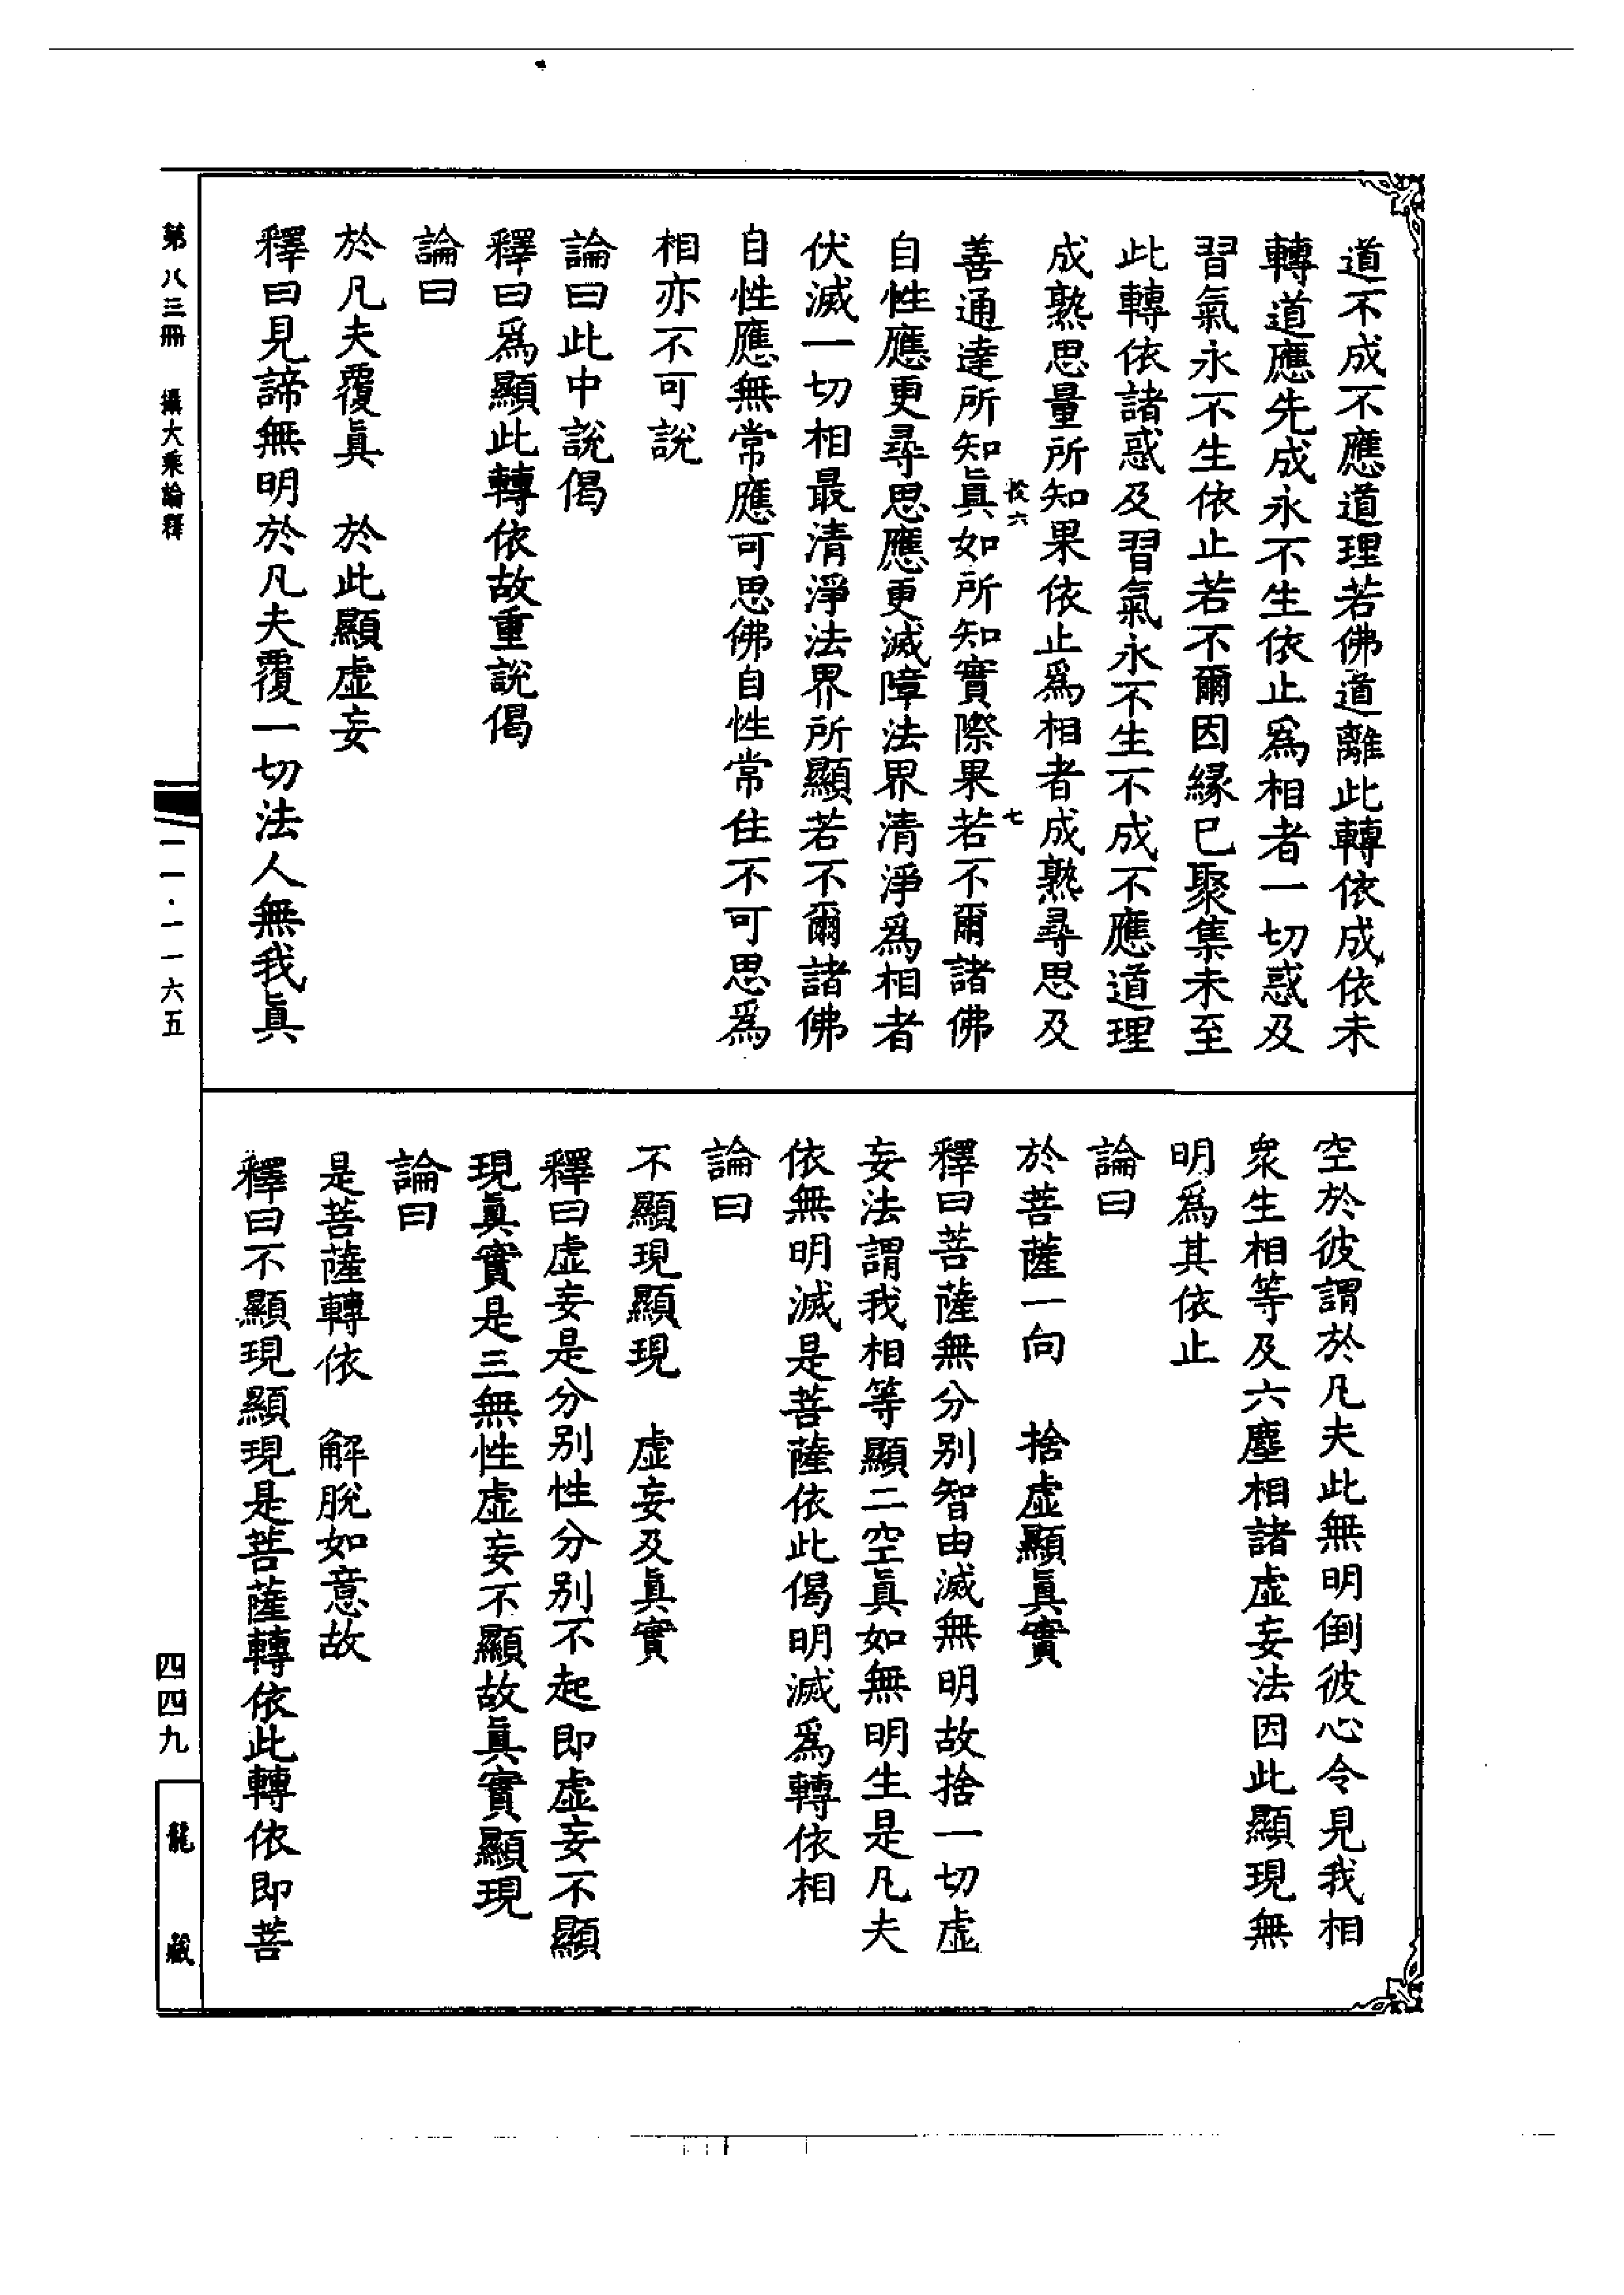 道不成不應道理若佛道離此轉依成依未
轉道應先成永不生依止為相者一切惑及
習氣永不生依止若不爾因緣已聚集未至
此轉依諸惑及習氣永不生不成不應道理
成熟思量所知果依止為相者成熟尋思及
善通達所知真如所知實際果若不爾諸佛
自性應更尋思應更滅障法界清淨為相者
伏滅一切相最清淨法界所顯若不爾諸佛
自性應無常應可思佛自性常住不可思為
相亦不可說
論曰此中說偈
釋曰為顯此轉依故重說偈
論曰
於凡夫覆真　於此顯虛妄
釋曰見諦無明於凡夫覆一切法人無我真
空於彼謂於凡夫此無明倒彼心令見我相
眾生相等及六塵相諸虛妄法因此顯現無
明為其依止
論曰
於菩薩一向　捨虛顯真實
釋曰菩薩無分別智由滅無明故捨一切虛
妄法謂我相等顯二空真如無明生是凡夫
依無明滅是菩薩依此偈明滅為轉依相
論曰
不顯現顯現　虛妄及真實
釋曰虛妄是分別性分別不起即虛妄不顯
現真實是三無性虛妄不顯故真實顯現
論曰
是菩薩轉依　解脫如意故
釋曰不顯現顯現是菩薩轉依此轉依即菩
第八三冊　攝大乘論釋
一一·一一六五
四四九
龍藏